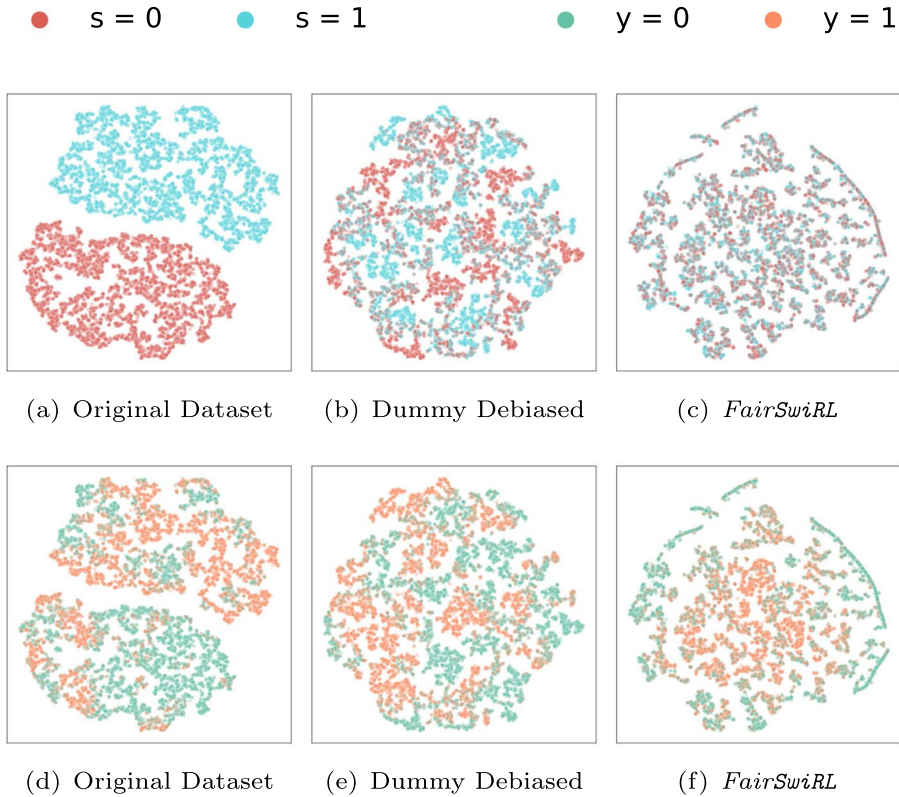 s = 0 s = 1 y = 0 y = 1
(a) Original Dataset (b) Dummy Debiased (c) FairSwiRL
(d) Original Dataset (e) Dummy Debiased (f) FairSwiRL